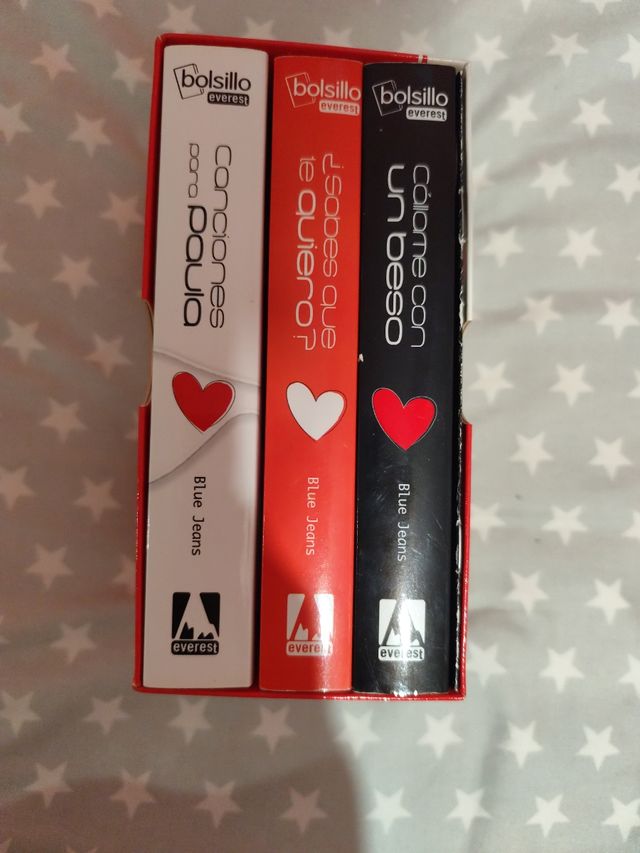 bolsillo
everest
Canciones
para paula
Blue Jeans
everest
bolsillo
everest
¿Sabes que
te quiero?
Blue Jeans
everest
bolsillo
everest
Cállame con
un beso
Blue Jeans
everest